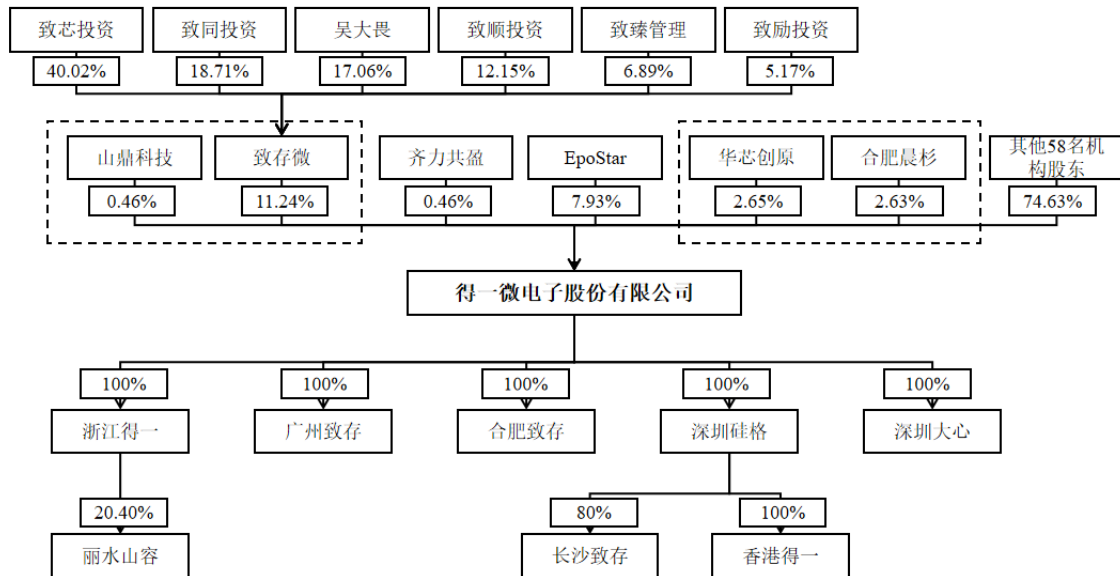 致芯投资
致同投资
吴大畏
致顺投资
致臻管理
致励投资
40.02%
18.71%
17.06%
12.15%
6.89%
5.17%
山鼎科技
致存微
齐力共盈
EpoStar
华芯创原
合肥晨杉
其他58名机
构股东
0.46%
11.24%
0.46%
7.93%
2.65%
2.63%
74.63%
得一微电子股份有限公司
100%
100%
100%
100%
100%
浙江得一
广州致存
合肥致存
深圳硅格
深圳大心
20.40%
80%
100%
丽水山容
长沙致存
香港得一